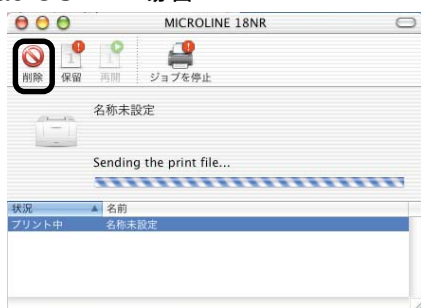 MICROLINE 18NR
削除 保留 再開 ジョブを停止
名称未設定
Sending the print file...
状況 名前
プリント中 名称未設定